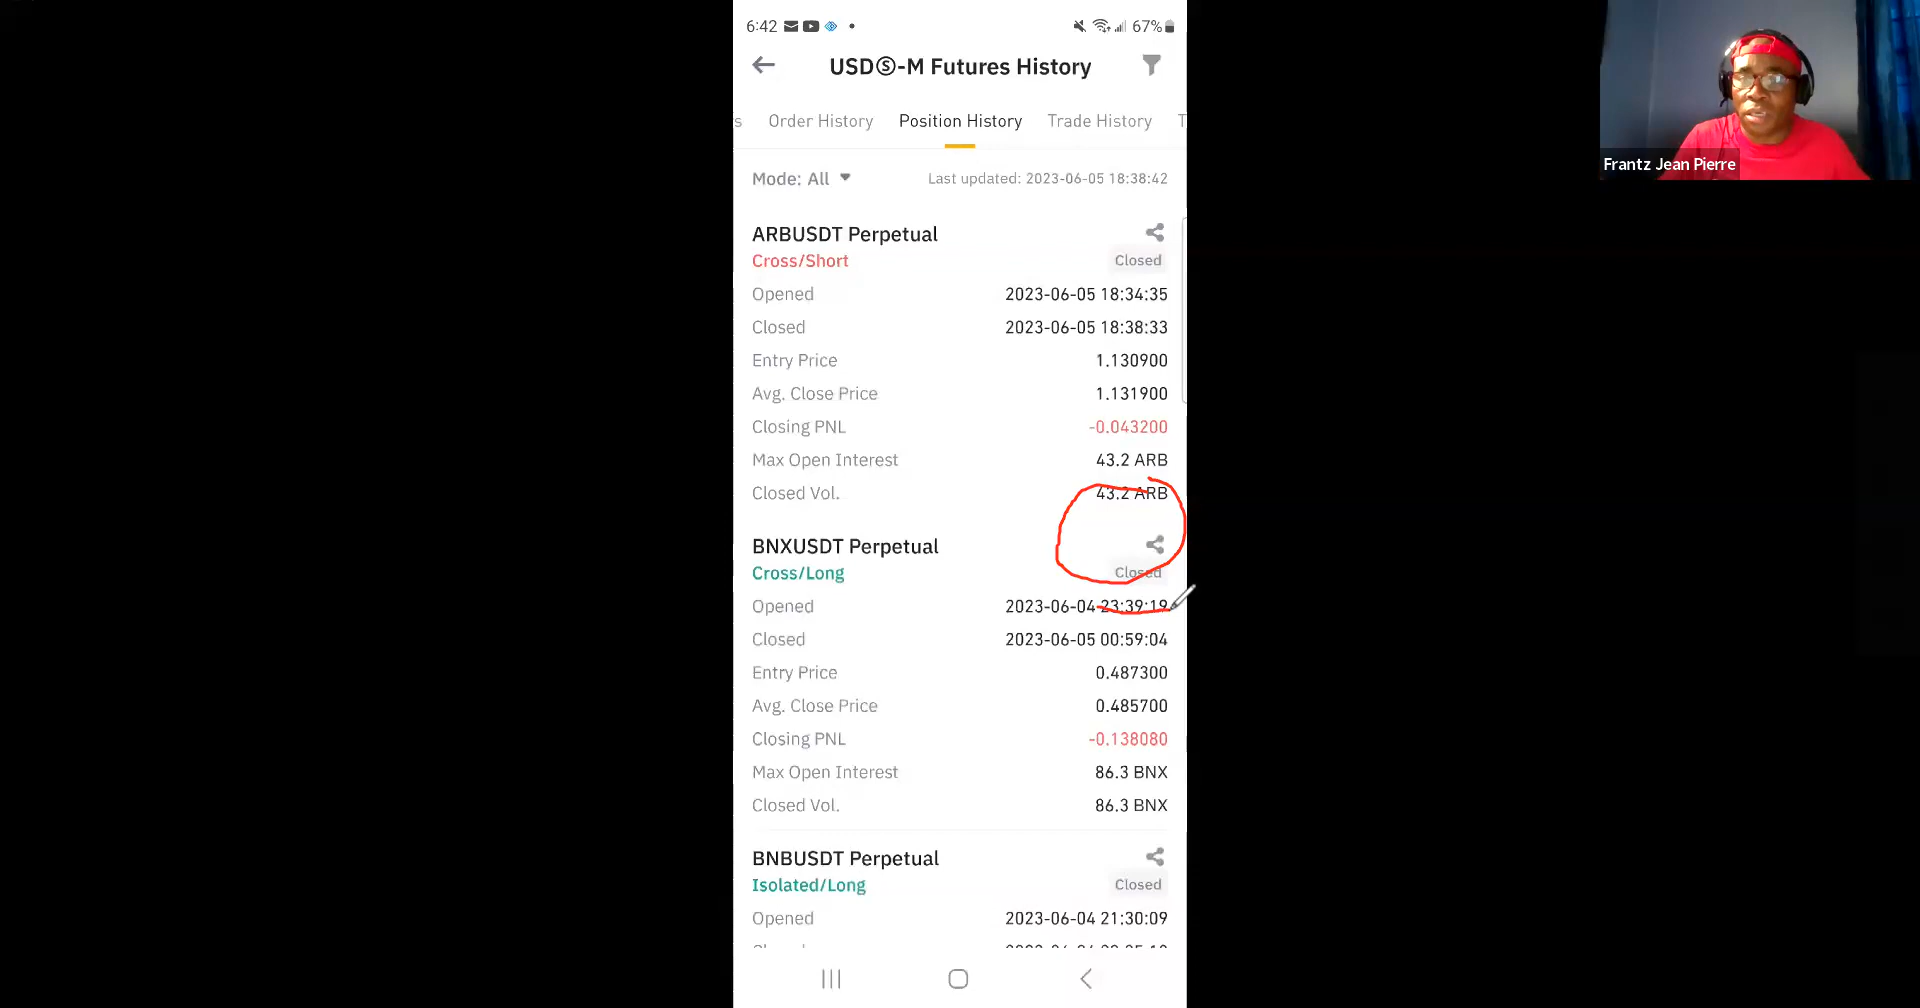 6:42 67%
USDⓈ-M Futures History
s Order History Position History Trade History T
Mode: All Last updated: 2023-06-05 18:38:42
ARBUSDT Perpetual
Cross/Short Closed
Opened 2023-06-05 18:34:35
Closed 2023-06-05 18:38:33
Entry Price 1.130900
Avg. Close Price 1.131900
Closing PNL -0.043200
Max Open Interest 43.2 ARB
Closed Vol. 43.2 ARB
BNXUSDT Perpetual
Cross/Long Closed
Opened 2023-06-04 23:39:19
Closed 2023-06-05 00:59:04
Entry Price 0.487300
Avg. Close Price 0.485700
Closing PNL -0.138080
Max Open Interest 86.3 BNX
Closed Vol. 86.3 BNX
BNBUSDT Perpetual
Isolated/Long Closed
Opened 2023-06-04 21:30:09
Frantz Jean Pierre